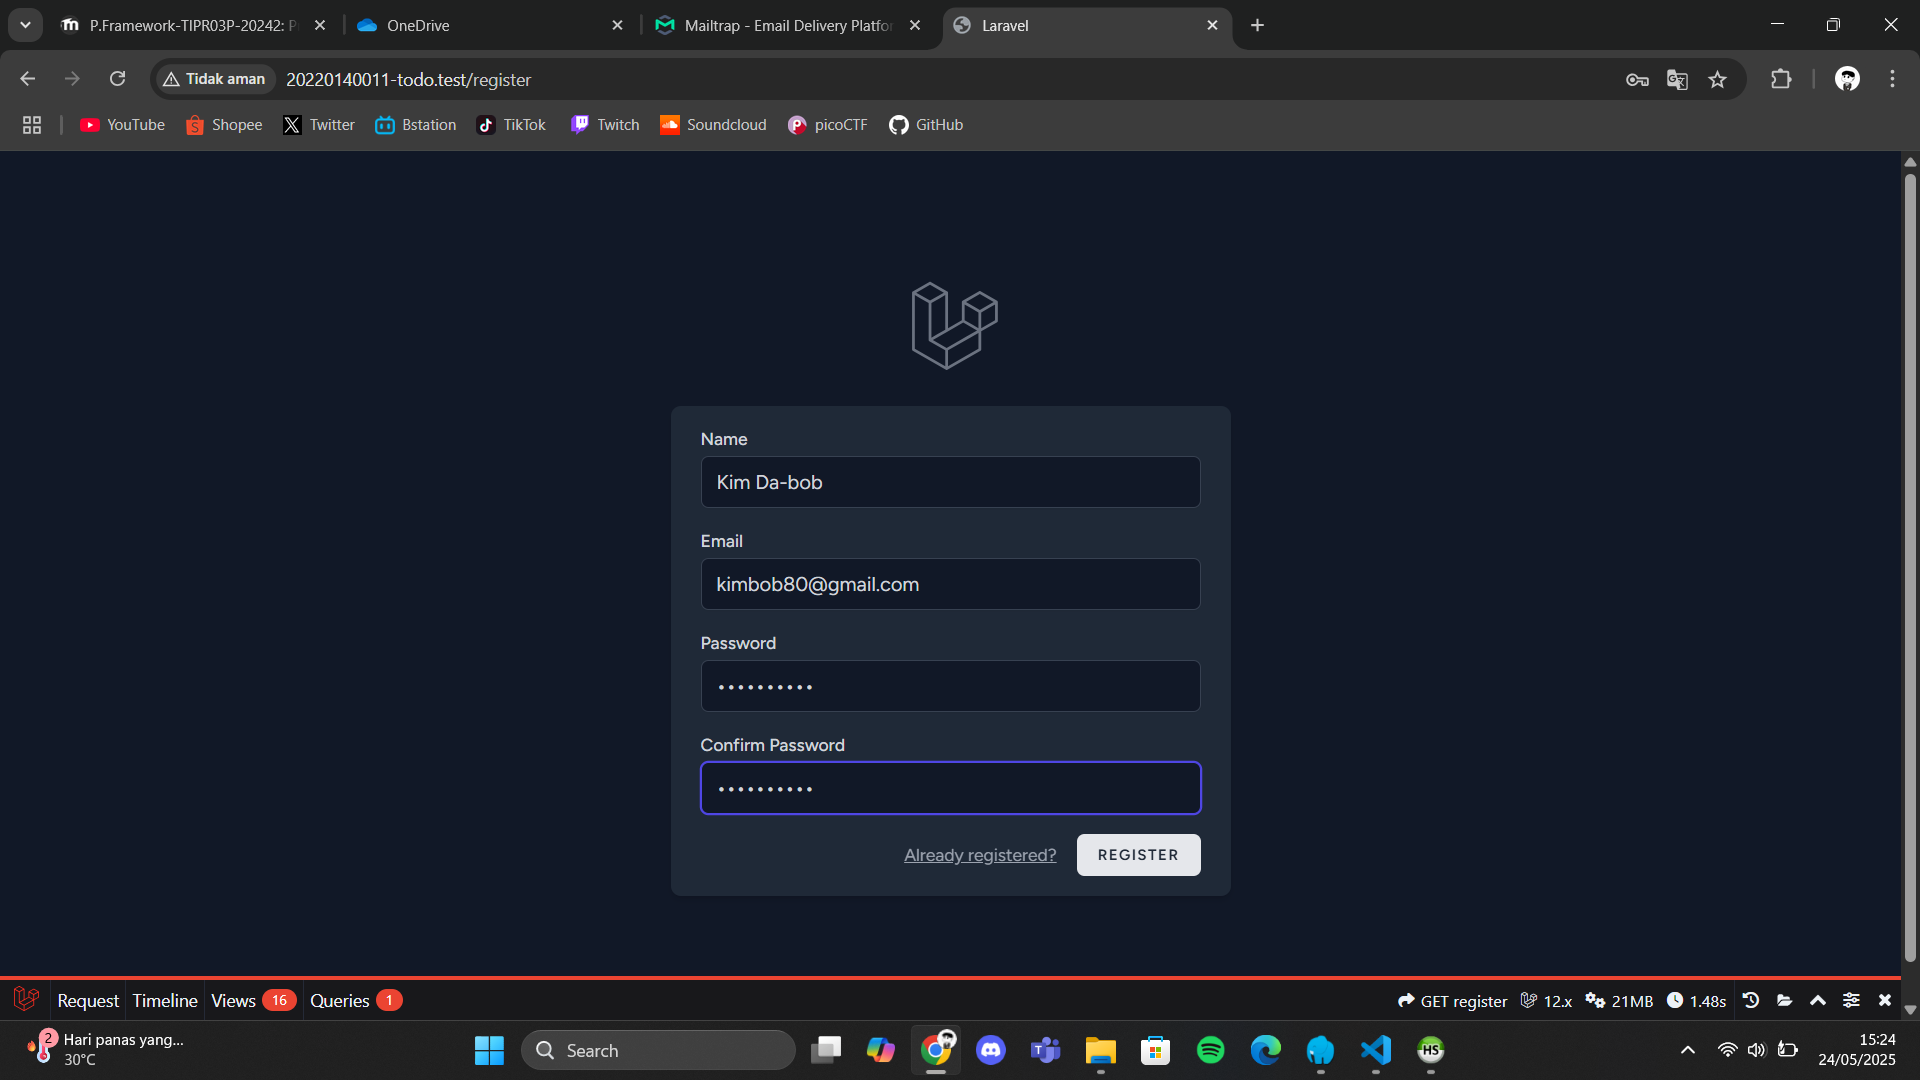 P.Framework-TIPR03P-20242: P
OneDrive
Mailtrap - Email Delivery Platfor
Laravel
Tidak aman
20220140011-todo.test/register
YouTube
Shopee
Twitter
Bstation
TikTok
Twitch
Soundcloud
picoCTF
GitHub
Name
Kim Da-bob
Email
kimbob80@gmail.com
Password
••••••••••
Confirm Password
••••••••••
Already registered?
REGISTER
Request
Timeline
Views 16
Queries 1
GET register
12.x
21MB
1.48s
2
Hari panas yang...
30°C
Search
HS
15:24
24/05/2025